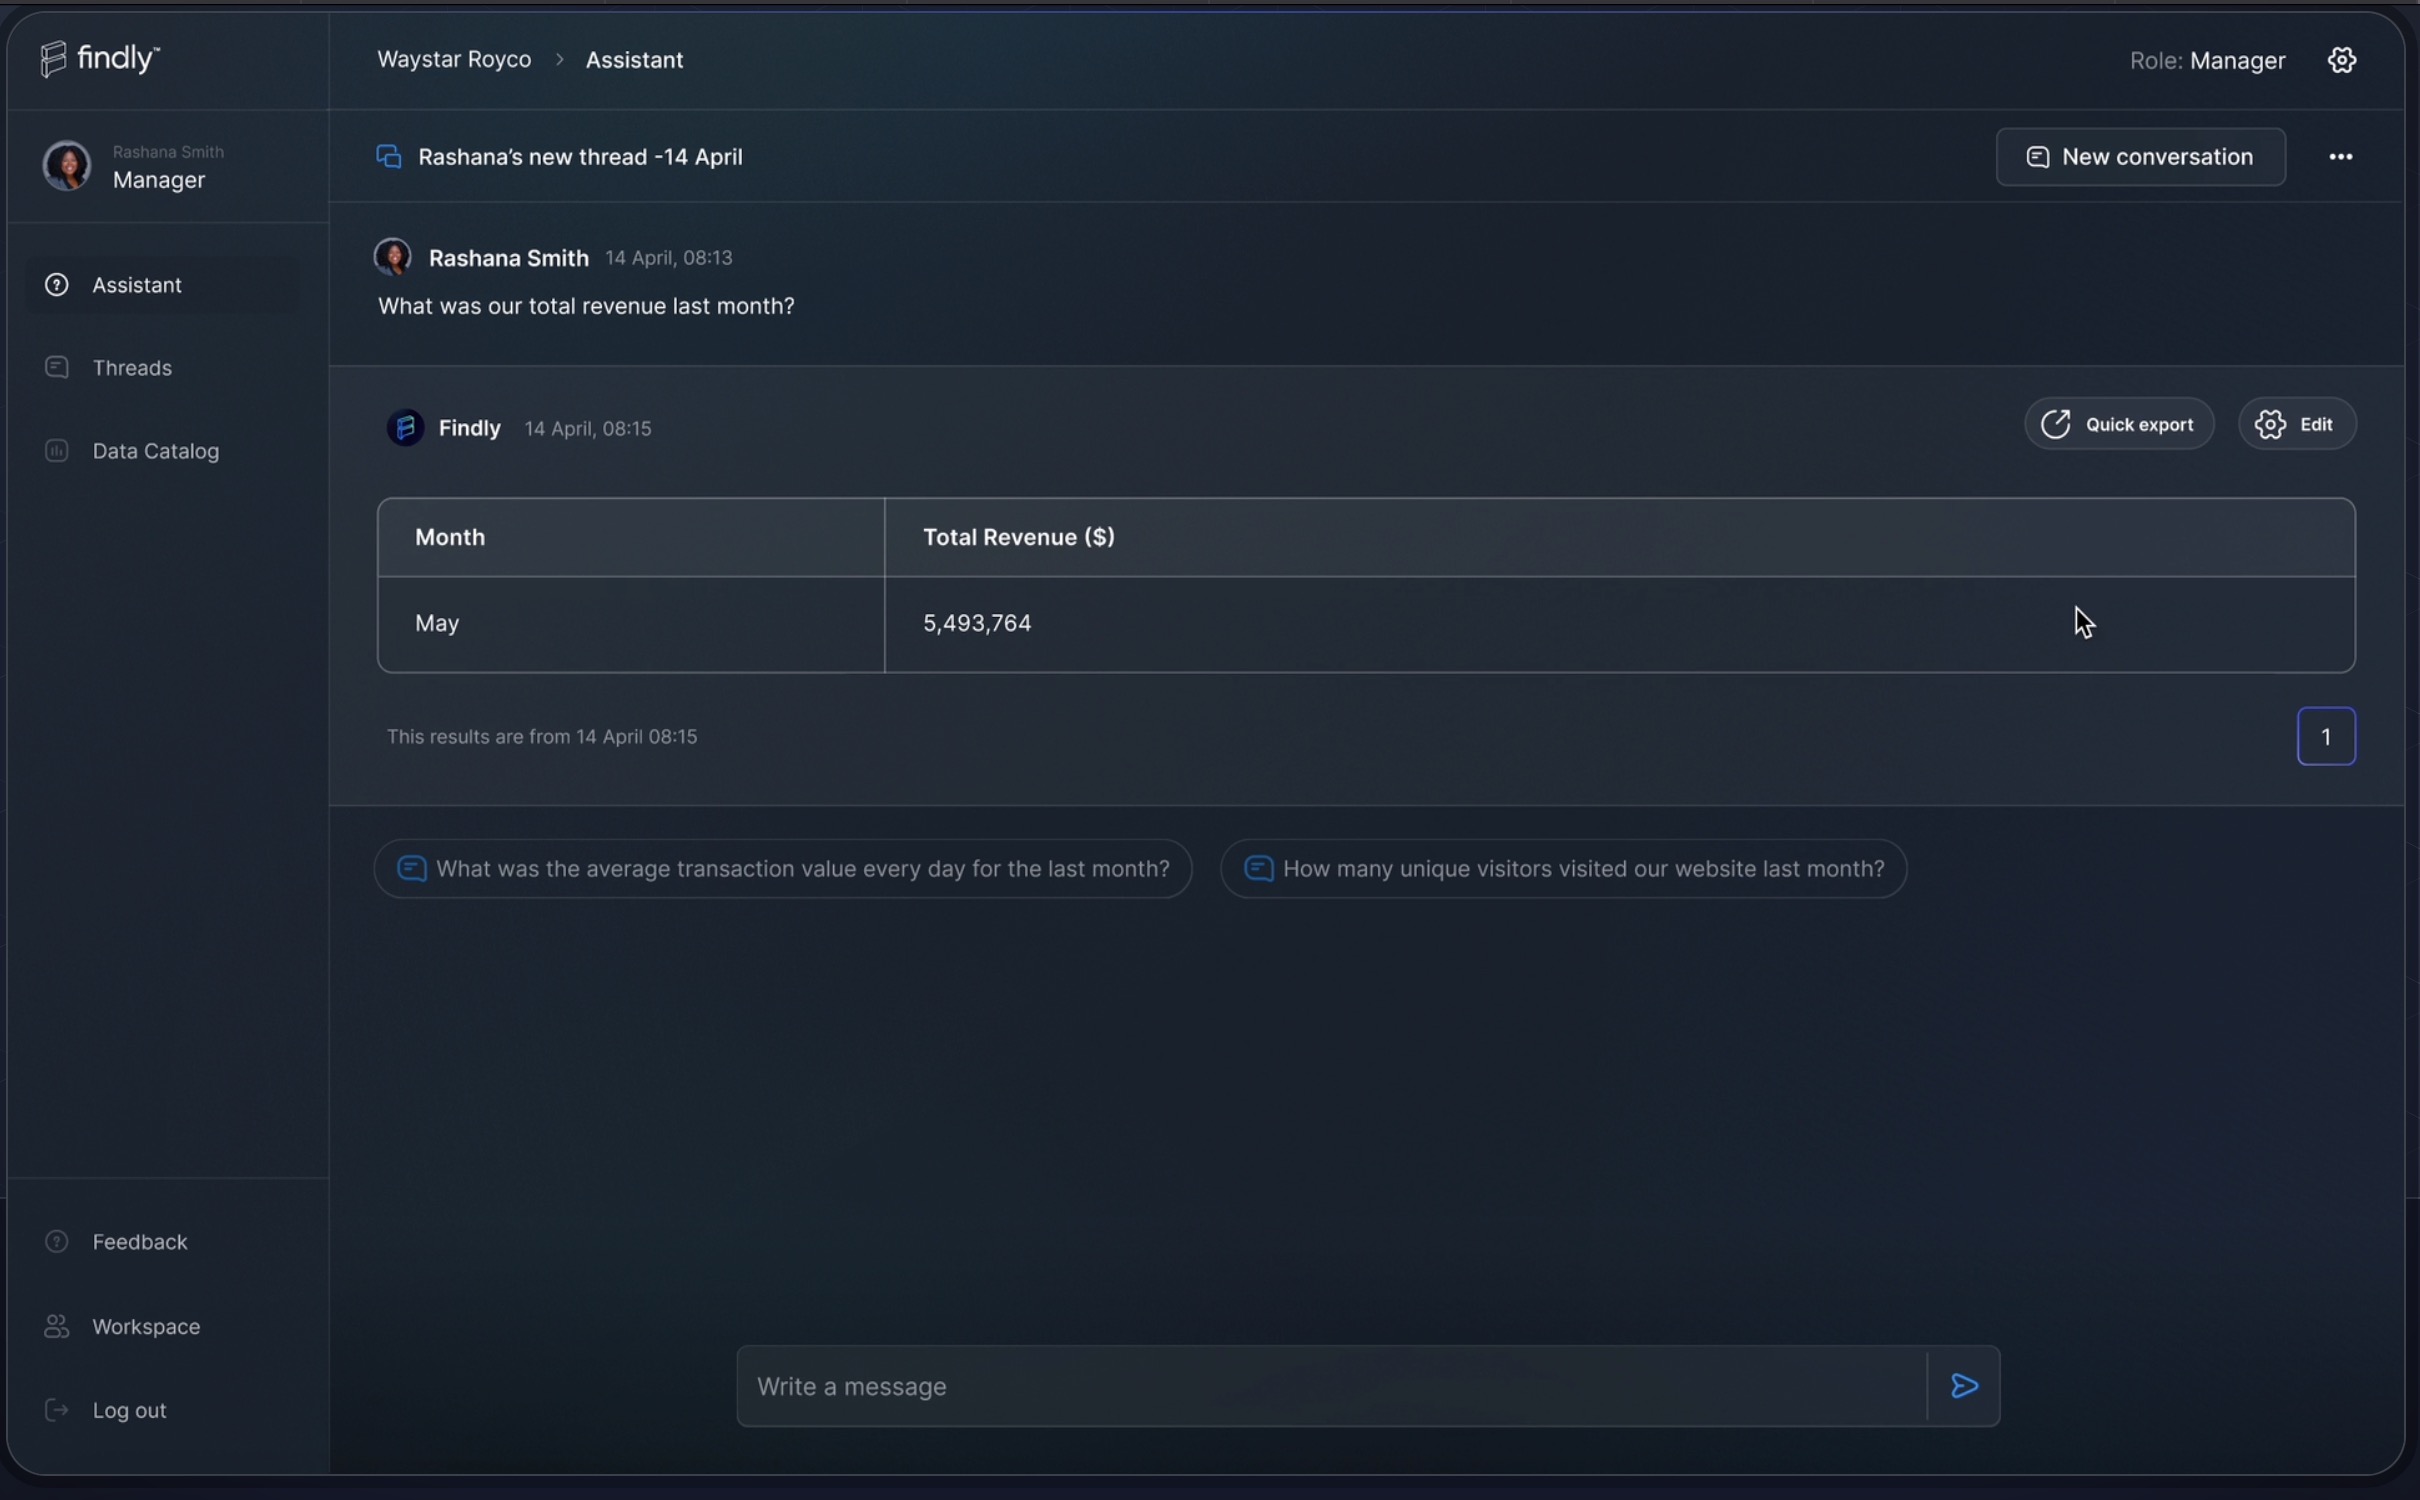 findly™
Waystar Royco > Assistant
Role: Manager
Rashana Smith
Manager
Rashana's new thread -14 April
New conversation
Assistant
Threads
Data Catalog
Rashana Smith 14 April, 08:13
What was our total revenue last month?
Findly 14 April, 08:15
Quick export
Edit
Month Total Revenue ($)
May 5,493,764
This results are from 14 April 08:15
1
What was the average transaction value every day for the last month?
How many unique visitors visited our website last month?
Feedback
Workspace
Log out
Write a message